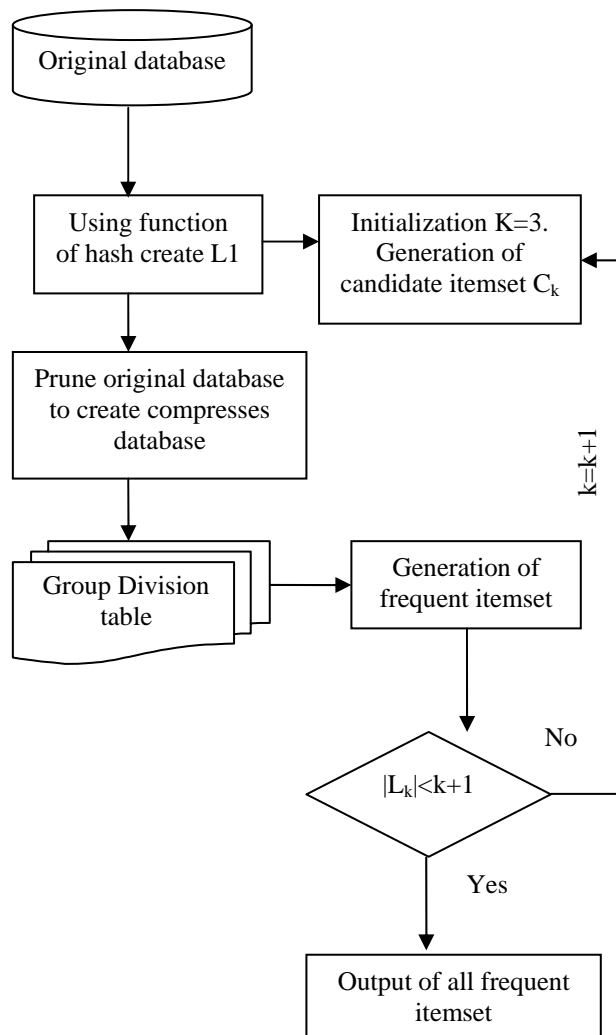 Original database
Using function
of hash create L1
Initialization K=3.
Generation of
candidate itemset Cₖ
Prune original database
to create compresses
database
k=k+1
Group Division
table
Generation of
frequent itemset
No
|Lₖ|<k+1
Yes
Output of all frequent
itemset